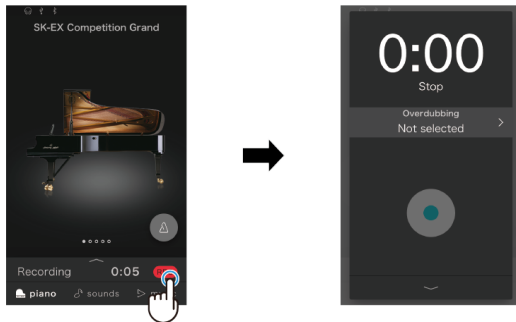 SK-EX Competition Grand
Recording 0:05
piano sounds
0:00
Stop
Overdubbing
Not selected